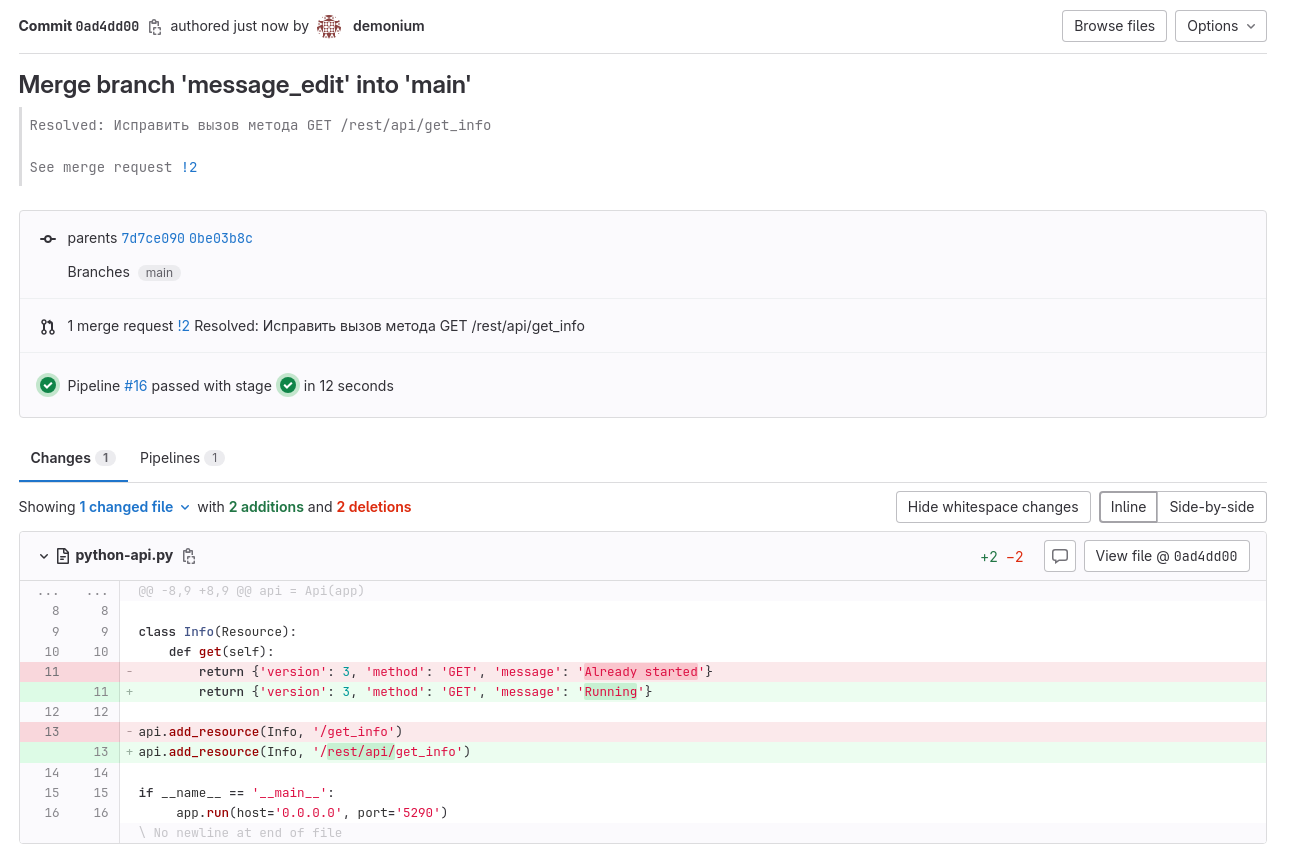 Commit 0ad4dd00 authored just now by demonium Browse files Options
Merge branch 'message_edit' into 'main'
Resolved: Исправить вызов метода GET /rest/api/get_info
See merge request !2
parents 7d7ce090 0be03b8c
Branches main
1 merge request !2 Resolved: Исправить вызов метода GET /rest/api/get_info
Pipeline #16 passed with stage in 12 seconds
Changes 1 Pipelines 1
Showing 1 changed file with 2 additions and 2 deletions Hide whitespace changes Inline Side-by-side
python-api.py +2 −2 View file @ 0ad4dd00
... ... @@ -8,9 +8,9 @@ api = Api(app)
8 8
9 9 class Info(Resource):
10 10 def get(self):
11 - return {'version': 3, 'method': 'GET', 'message': 'Already started'}
11 + return {'version': 3, 'method': 'GET', 'message': 'Running'}
12 12
13 - api.add_resource(Info, '/get_info')
13 + api.add_resource(Info, '/rest/api/get_info')
14 14
15 15 if __name__ == '__main__':
16 16 app.run(host='0.0.0.0', port='5290')
\ No newline at end of file